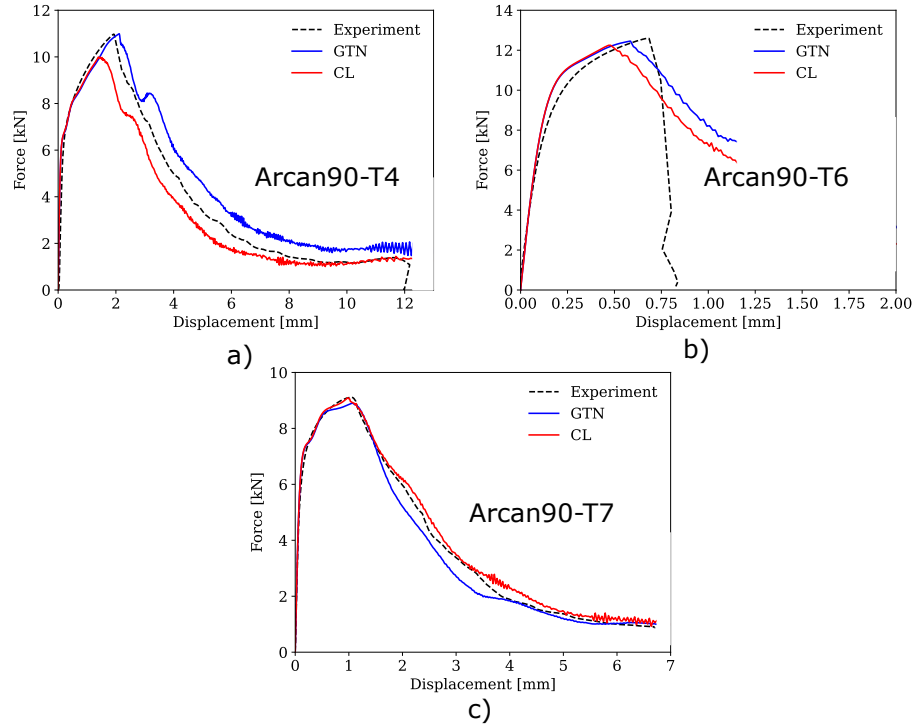 12
10
8
6
4
2
0
Force [kN]
Experiment
GTN
CL
Arcan90-T4
0 2 4 6 8 10 12
Displacement [mm]
a)
14
12
10
8
6
4
2
0
Force [kN]
Experiment
GTN
CL
Arcan90-T6
0.00 0.25 0.50 0.75 1.00 1.25 1.50 1.75 2.00
Displacement [mm]
b)
10
8
6
4
2
0
Force [kN]
Experiment
GTN
CL
Arcan90-T7
0 1 2 3 4 5 6 7
Displacement [mm]
c)